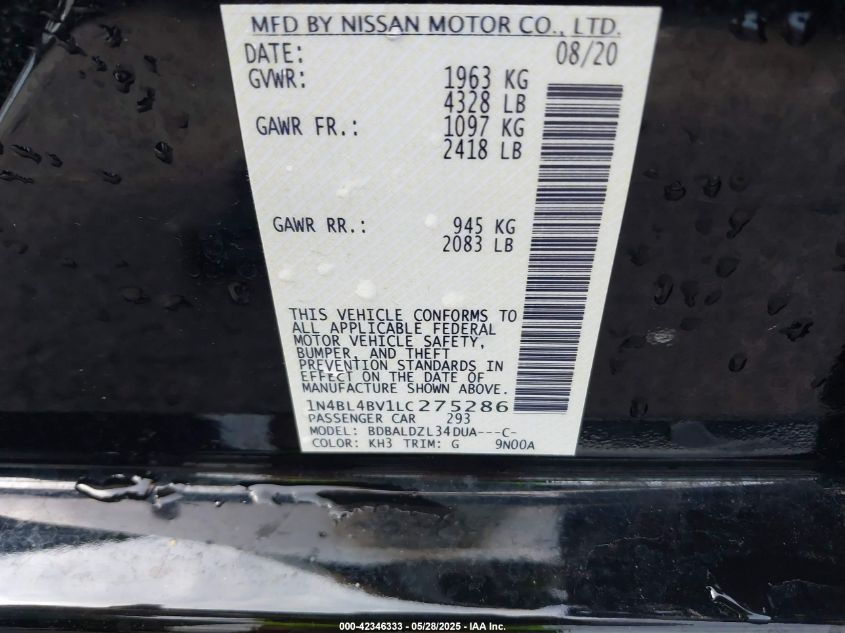 MFD BY NISSAN MOTOR CO., LTD.
DATE: 08/20
GVWR: 1963 KG
4328 LB
GAWR FR.: 1097 KG
2418 LB
GAWR RR.: 945 KG
2083 LB
THIS VEHICLE CONFORMS TO
ALL APPLICABLE FEDERAL
MOTOR VEHICLE SAFETY,
BUMPER, AND THEFT
PREVENTION STANDARDS IN
EFFECT ON THE DATE OF
MANUFACTURE SHOWN ABOVE.
1N4BL4BV1LC275286
PASSENGER CAR 293
MODEL: BDBALDZL34DUA---C-
COLOR: KH3 TRIM: G 9N00A
000-42346333 - 05/28/2025 - IAA Inc.